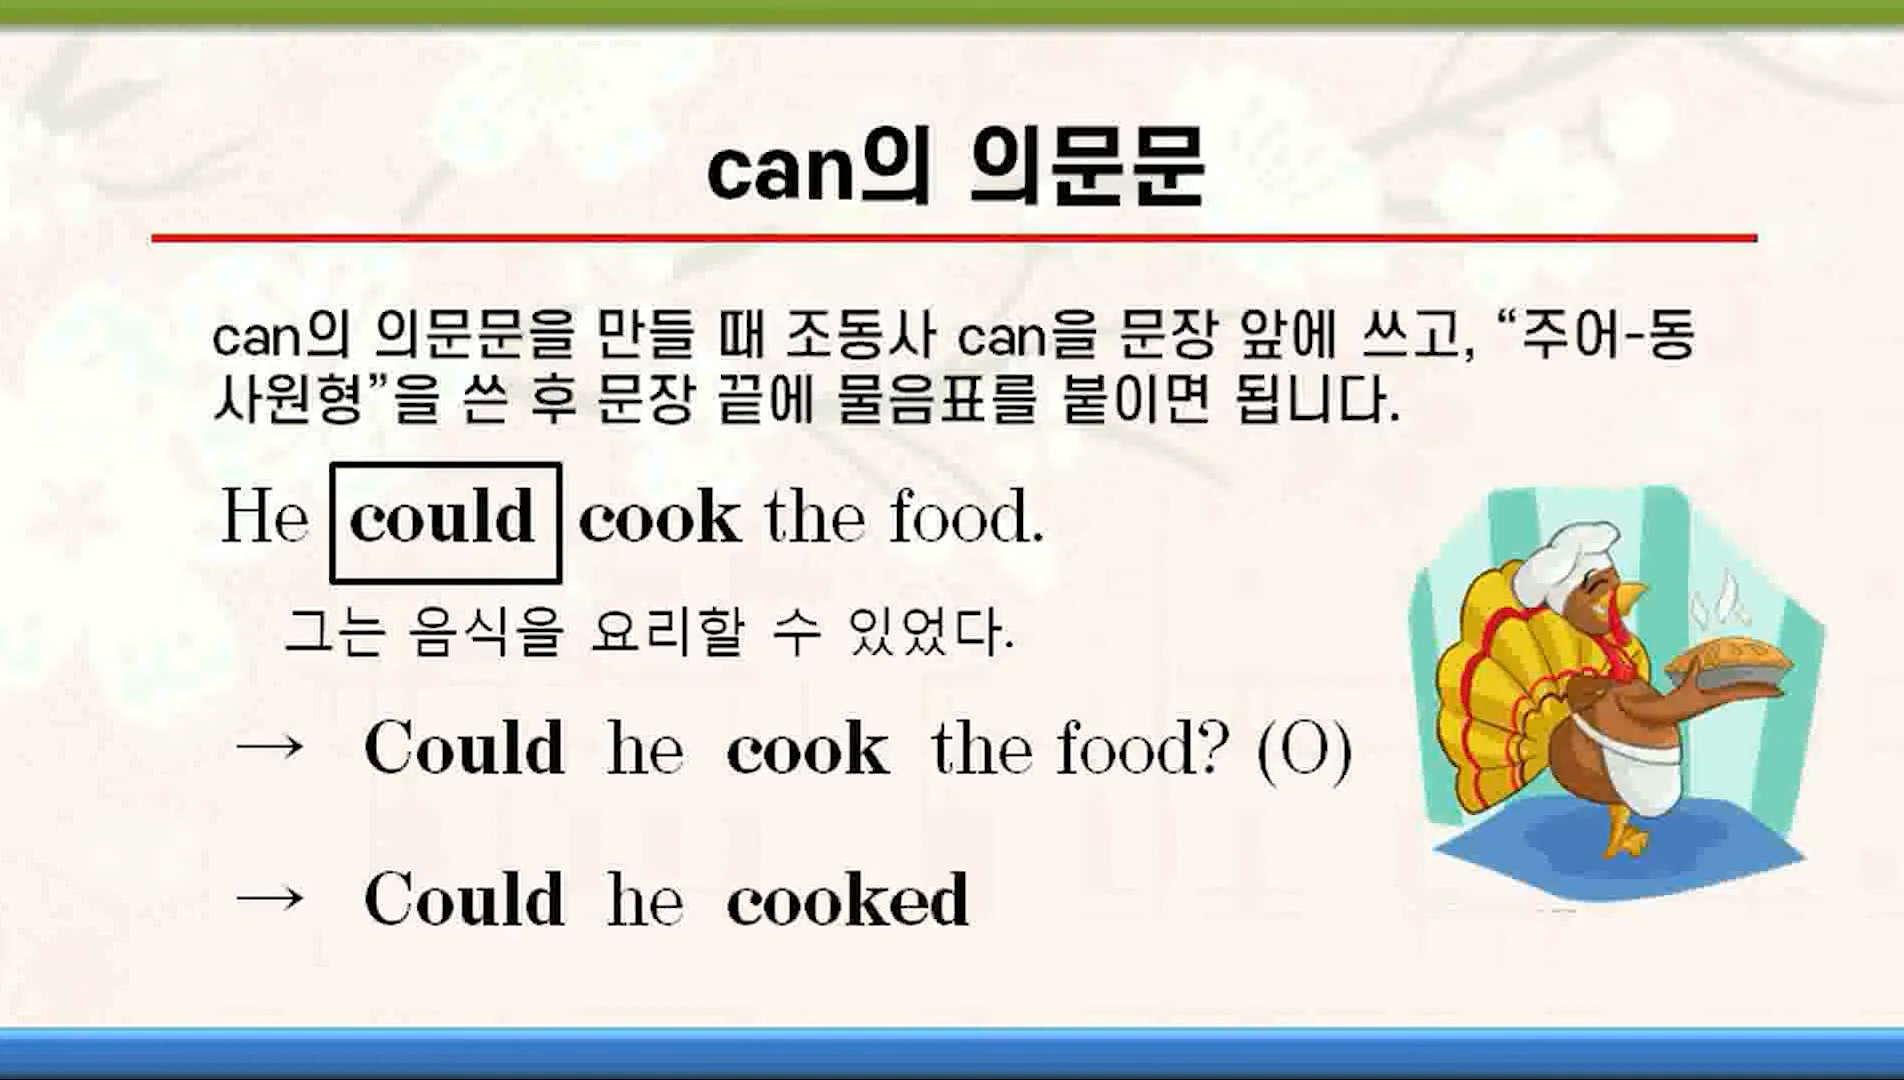 can의 의문문
can의 의문문을 만들 때 조동사 can을 문장 앞에 쓰고, “주어-동
사원형”을 쓴 후 문장 끝에 물음표를 붙이면 됩니다.
He could cook the food.
그는 음식을 요리할 수 있었다.
→ Could he cook the food? (O)
→ Could he cooked